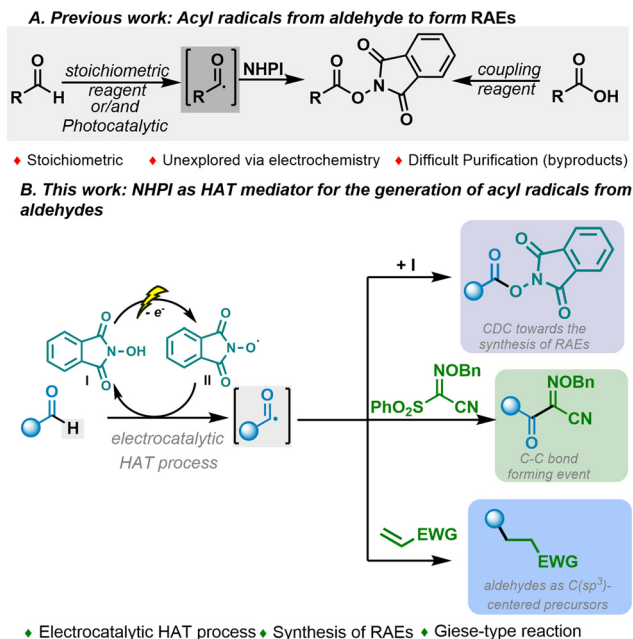 A. Previous work: Acyl radicals from aldehyde to form RAEs
O
R
H
stoichiometric
reagent
or/and
Photocatalytic
O
R
·
NHPI
O
R
O
N
O
O
coupling
reagent
O
R
OH
♦ Stoichiometric ♦ Unexplored via electrochemistry ♦ Difficult Purification (byproducts)
B. This work: NHPI as HAT mediator for the generation of acyl radicals from
aldehydes
- e-
O
N-OH
O
I
O
N-O·
O
II
O
H
electrocatalytic
HAT process
O
·
+ I
O
O
N
O
O
CDC towards the
synthesis of RAEs
NOBn
PhO2S
CN
NOBn
CN
O
C-C bond
forming event
EWG
EWG
aldehydes as C(sp3)-
centered precursors
♦ Electrocatalytic HAT process ♦ Synthesis of RAEs ♦ Giese-type reaction